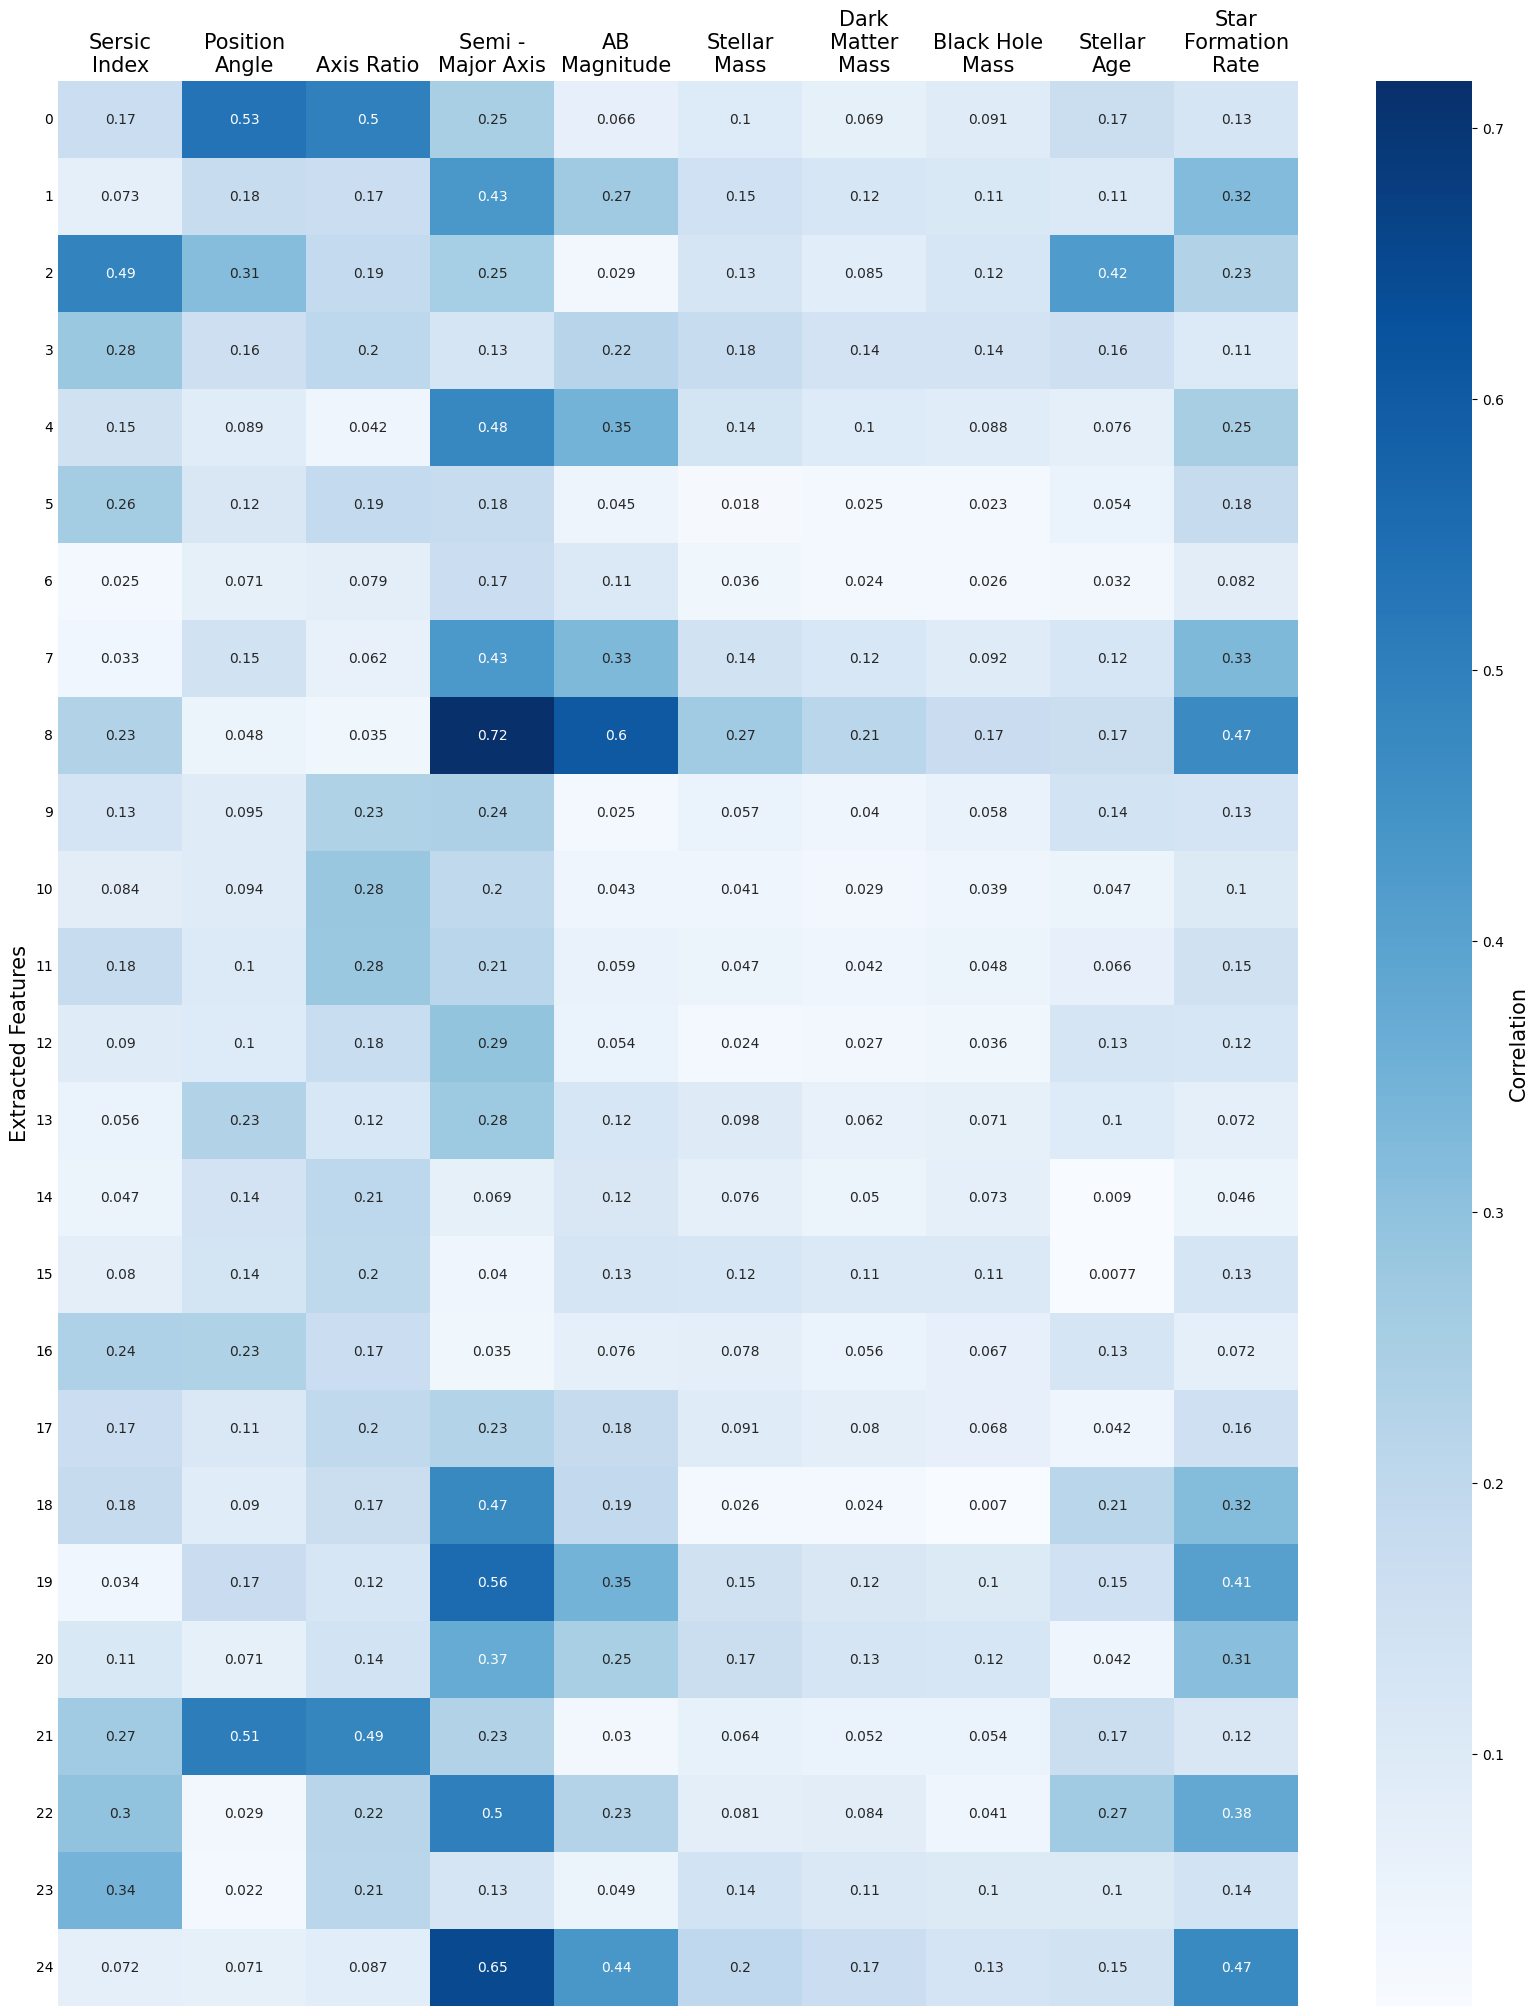 Sersic Index
Position Angle
Axis Ratio
Semi - Major Axis
AB Magnitude
Stellar Mass
Dark Matter Mass
Black Hole Mass
Stellar Age
Star Formation Rate
0 0.17 0.53 0.5 0.25 0.066 0.1 0.069 0.091 0.17 0.13
1 0.073 0.18 0.17 0.43 0.27 0.15 0.12 0.11 0.11 0.32
2 0.49 0.31 0.19 0.25 0.029 0.13 0.085 0.12 0.42 0.23
3 0.28 0.16 0.2 0.13 0.22 0.18 0.14 0.14 0.16 0.11
4 0.15 0.089 0.042 0.48 0.35 0.14 0.1 0.088 0.076 0.25
5 0.26 0.12 0.19 0.18 0.045 0.018 0.025 0.023 0.054 0.18
6 0.025 0.071 0.079 0.17 0.11 0.036 0.024 0.026 0.032 0.082
7 0.033 0.15 0.062 0.43 0.33 0.14 0.12 0.092 0.12 0.33
8 0.23 0.048 0.035 0.72 0.6 0.27 0.21 0.17 0.17 0.47
9 0.13 0.095 0.23 0.24 0.025 0.057 0.04 0.058 0.14 0.13
10 0.084 0.094 0.28 0.2 0.043 0.041 0.029 0.039 0.047 0.1
11 0.18 0.1 0.28 0.21 0.059 0.047 0.042 0.048 0.066 0.15
12 0.09 0.1 0.18 0.29 0.054 0.024 0.027 0.036 0.13 0.12
13 0.056 0.23 0.12 0.28 0.12 0.098 0.062 0.071 0.1 0.072
14 0.047 0.14 0.21 0.069 0.12 0.076 0.05 0.073 0.009 0.046
15 0.08 0.14 0.2 0.04 0.13 0.12 0.11 0.11 0.0077 0.13
16 0.24 0.23 0.17 0.035 0.076 0.078 0.056 0.067 0.13 0.072
17 0.17 0.11 0.2 0.23 0.18 0.091 0.08 0.068 0.042 0.16
18 0.18 0.09 0.17 0.47 0.19 0.026 0.024 0.007 0.21 0.32
19 0.034 0.17 0.12 0.56 0.35 0.15 0.12 0.1 0.15 0.41
20 0.11 0.071 0.14 0.37 0.25 0.17 0.13 0.12 0.042 0.31
21 0.27 0.51 0.49 0.23 0.03 0.064 0.052 0.054 0.17 0.12
22 0.3 0.029 0.22 0.5 0.23 0.081 0.084 0.041 0.27 0.38
23 0.34 0.022 0.21 0.13 0.049 0.14 0.11 0.1 0.1 0.14
24 0.072 0.071 0.087 0.65 0.44 0.2 0.17 0.13 0.15 0.47
Extracted Features
0.7
0.6
0.5
0.4
0.3
0.2
0.1
Correlation